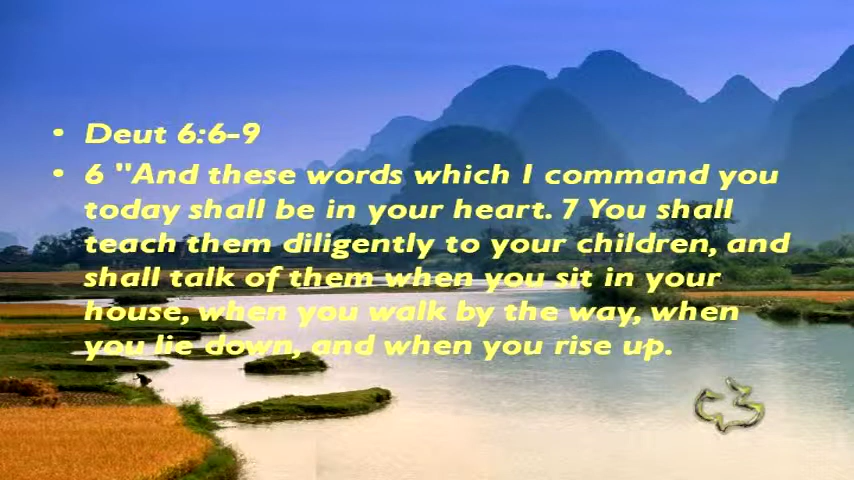 • Deut 6:6-9
• 6 "And these words which I command you
today shall be in your heart. 7 You shall
teach them diligently to your children, and
shall talk of them when you sit in your
house, when you walk by the way, when
you lie down, and when you rise up.